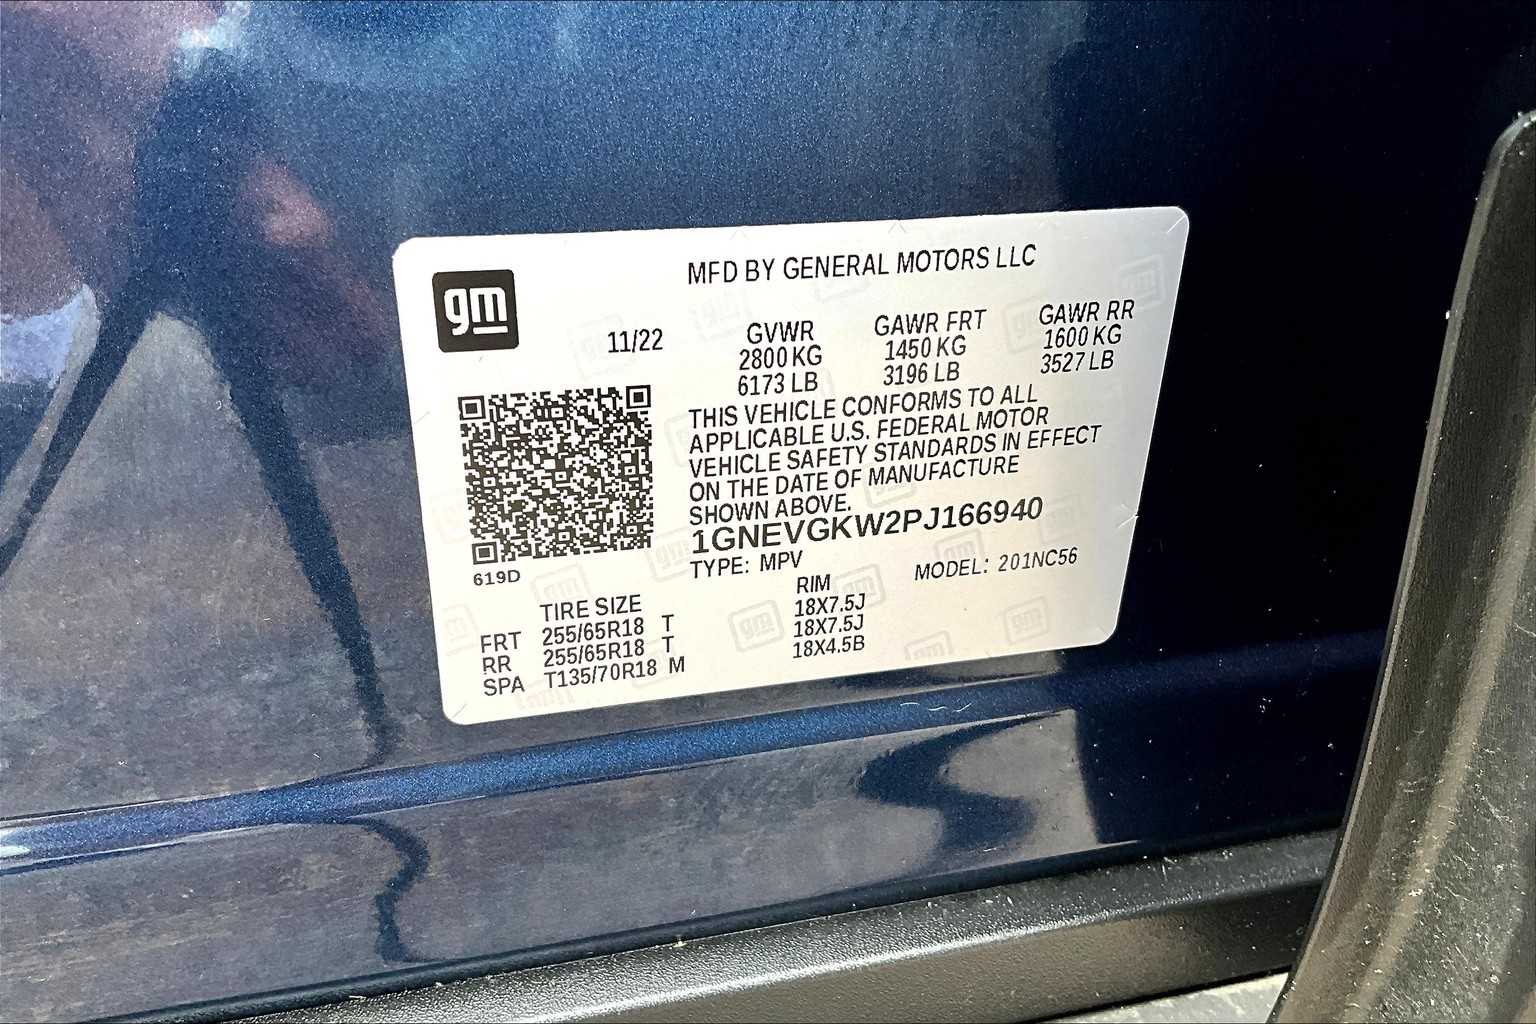 gm
MFD BY GENERAL MOTORS LLC
11/22
GVWR GAWR FRT GAWR RR
2800 KG 1450 KG 1600 KG
6173 LB 3196 LB 3527 LB
THIS VEHICLE CONFORMS TO ALL
APPLICABLE U.S. FEDERAL MOTOR
VEHICLE SAFETY STANDARDS IN EFFECT
ON THE DATE OF MANUFACTURE
SHOWN ABOVE.
1GNEVGKW2PJ166940
619D
TYPE: MPV MODEL: 201NC56
TIRE SIZE RIM
FRT 255/65R18 T 18X7.5J
RR 255/65R18 T 18X7.5J
SPA T135/70R18 M 18X4.5B